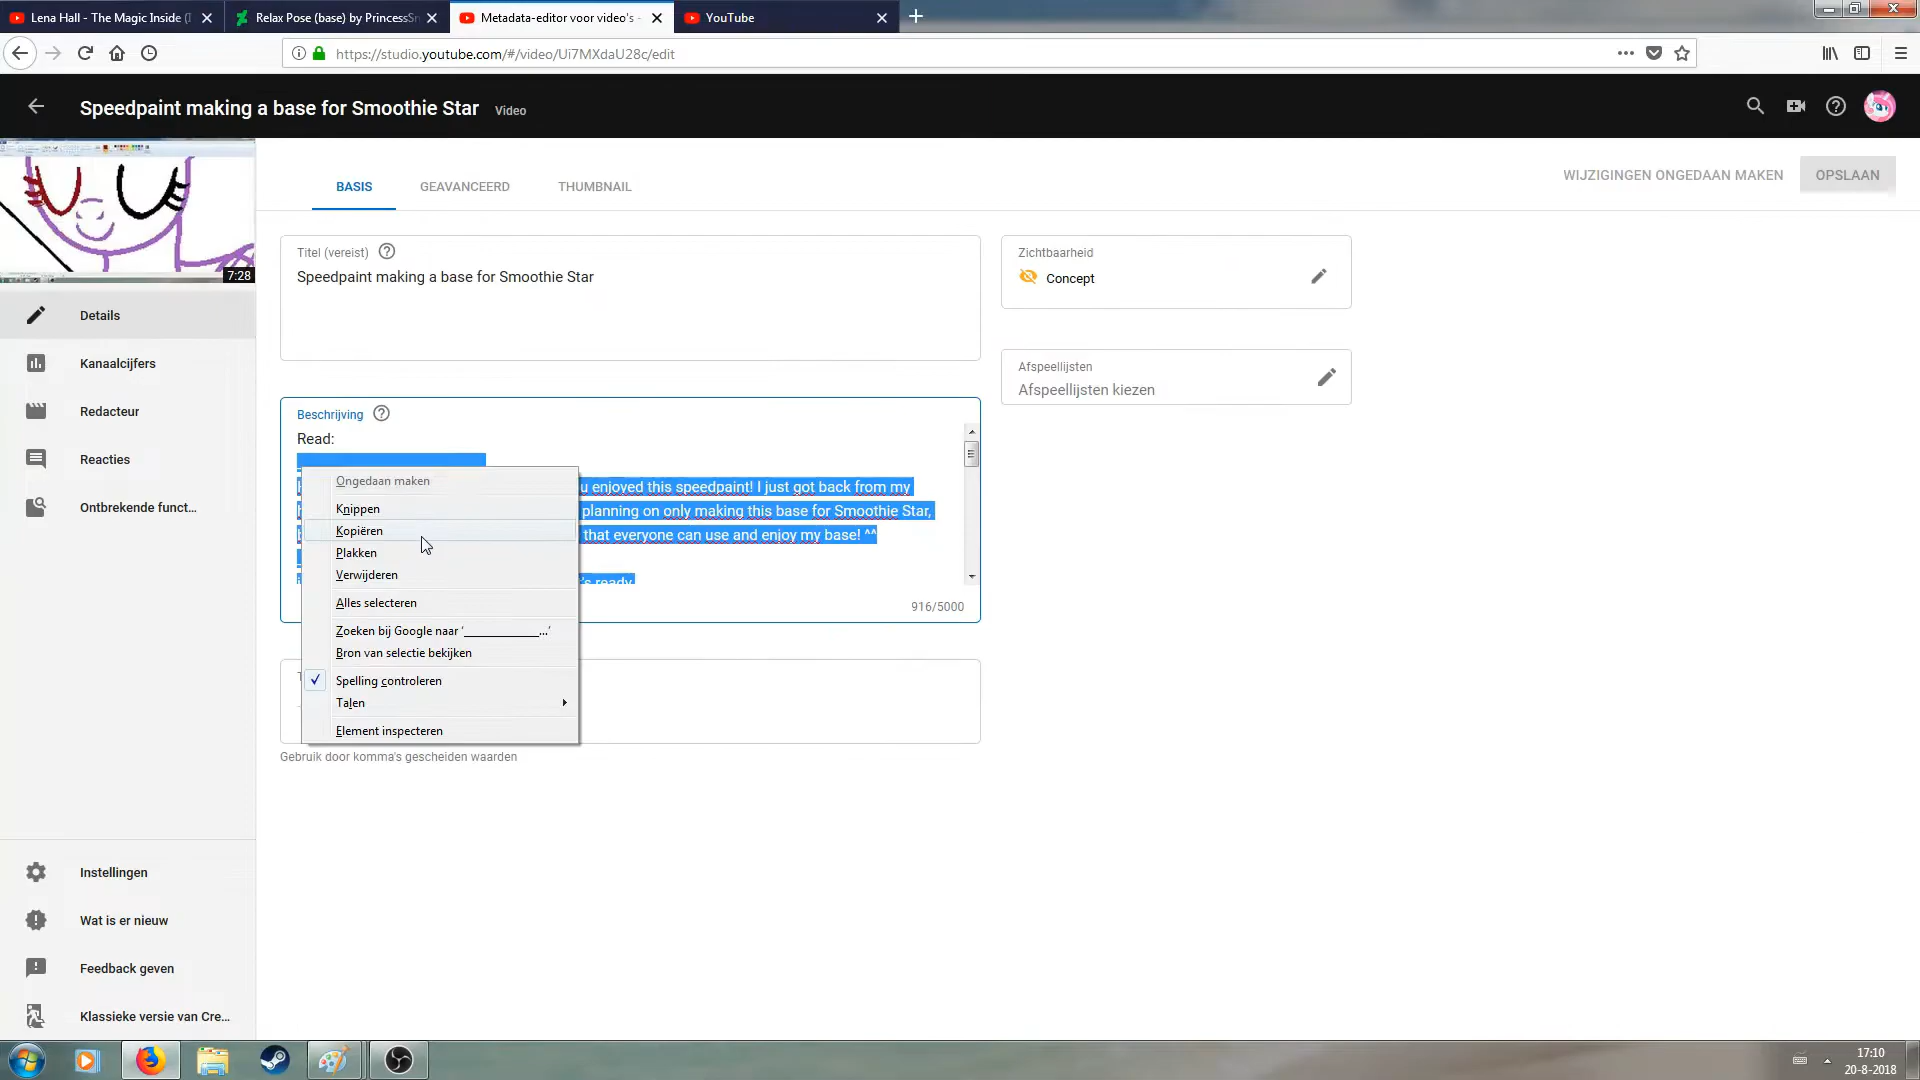 Lena Hall - The Magic Inside (I
Relax Pose (base) by PrincessSn
Metadata-editor voor video's -
YouTube
https://studio.youtube.com/#/video/Ui7MXdaU28c/edit
Speedpaint making a base for Smoothie Star Video
7:28
BASIS
GEAVANCEERD
THUMBNAIL
WIJZIGINGEN ONGEDAAN MAKEN
OPSLAAN
Details
Kanaalcijfers
Redacteur
Reacties
Ontbrekende funct...
Titel (vereist)
Speedpaint making a base for Smoothie Star
Zichtbaarheid
Concept
Afspeellijsten
Afspeellijsten kiezen
Beschrijving
Read:
u enjoyed this speedpaint! I just got back from my
planning on only making this base for Smoothie Star,
that everyone can use and enjoy my base! ^^
's ready
916/5000
Ongedaan maken
Knippen
Kopiëren
Plakken
Verwijderen
Alles selecteren
Zoeken bij Google naar '_______________...'
Bron van selectie bekijken
Spelling controleren
Talen
Element inspecteren
Gebruik door komma's gescheiden waarden
Instellingen
Wat is er nieuw
Feedback geven
Klassieke versie van Cre...
17:10
20-8-2018